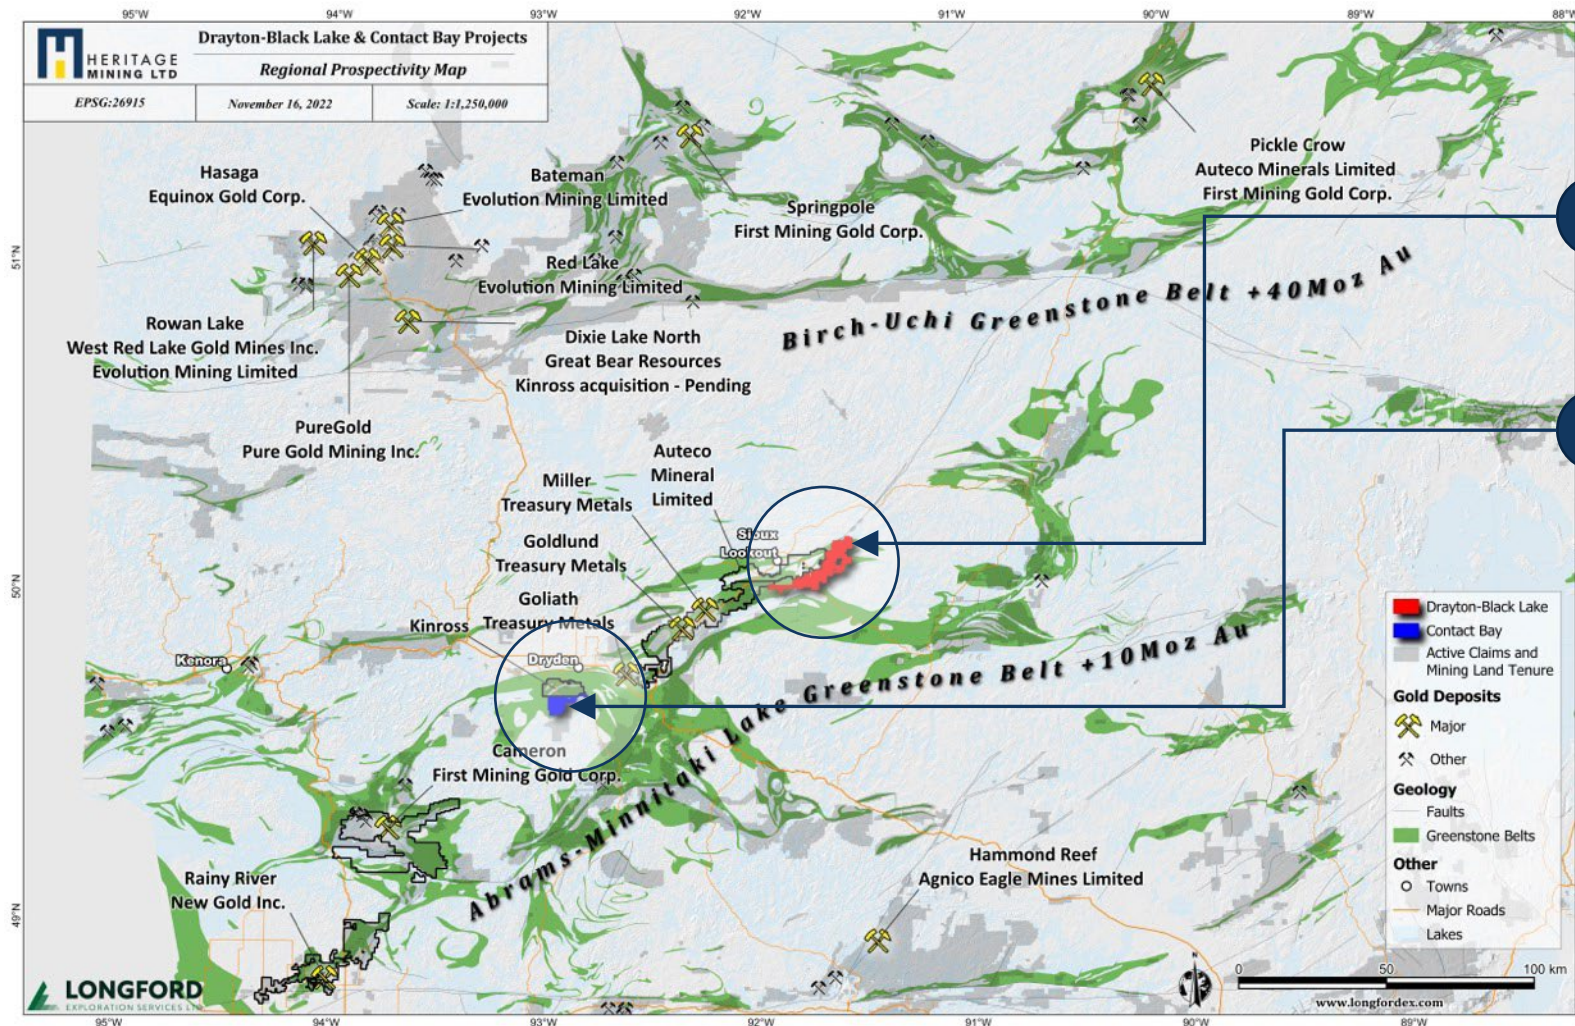 95°W
94°W
93°W
92°W
91°W
90°W
89°W
88°W
HERITAGE
MINING LTD
Drayton-Black Lake & Contact Bay Projects
Regional Prospectivity Map
EPSG:26915
November 16, 2022
Scale: 1:1,250,000
Hasaga
Equinox Gold Corp.
Bateman
Evolution Mining Limited
Springpole
First Mining Gold Corp.
Pickle Crow
Auteco Minerals Limited
First Mining Gold Corp.
51°N
Red Lake
Evolution Mining Limited
Birch-Uchi Greenstone Belt +40Moz Au
Rowan Lake
West Red Lake Gold Mines Inc.
Evolution Mining Limited
Dixie Lake North
Great Bear Resources
Kinross acquisition - Pending
PureGold
Pure Gold Mining Inc.
Auteco
Mineral
Limited
Miller
Treasury Metals
Sioux
Lookout
Goldlund
Treasury Metals
50°N
Goliath
Treasury Metals
Kinross
Kenora
Dryden
Abrams-Minnitaki Lake Greenstone Belt +10Moz Au
Cameron
First Mining Gold Corp.
Rainy River
New Gold Inc.
Hammond Reef
Agnico Eagle Mines Limited
49°N
Drayton-Black Lake
Contact Bay
Active Claims and
Mining Land Tenure
Gold Deposits
Major
Other
Geology
Faults
Greenstone Belts
Other
Towns
Major Roads
Lakes
N
0 50 100 km
www.longfordex.com
LONGFORD
EXPLORATION SERVICES LTD
95°W
94°W
93°W
92°W
91°W
90°W
89°W